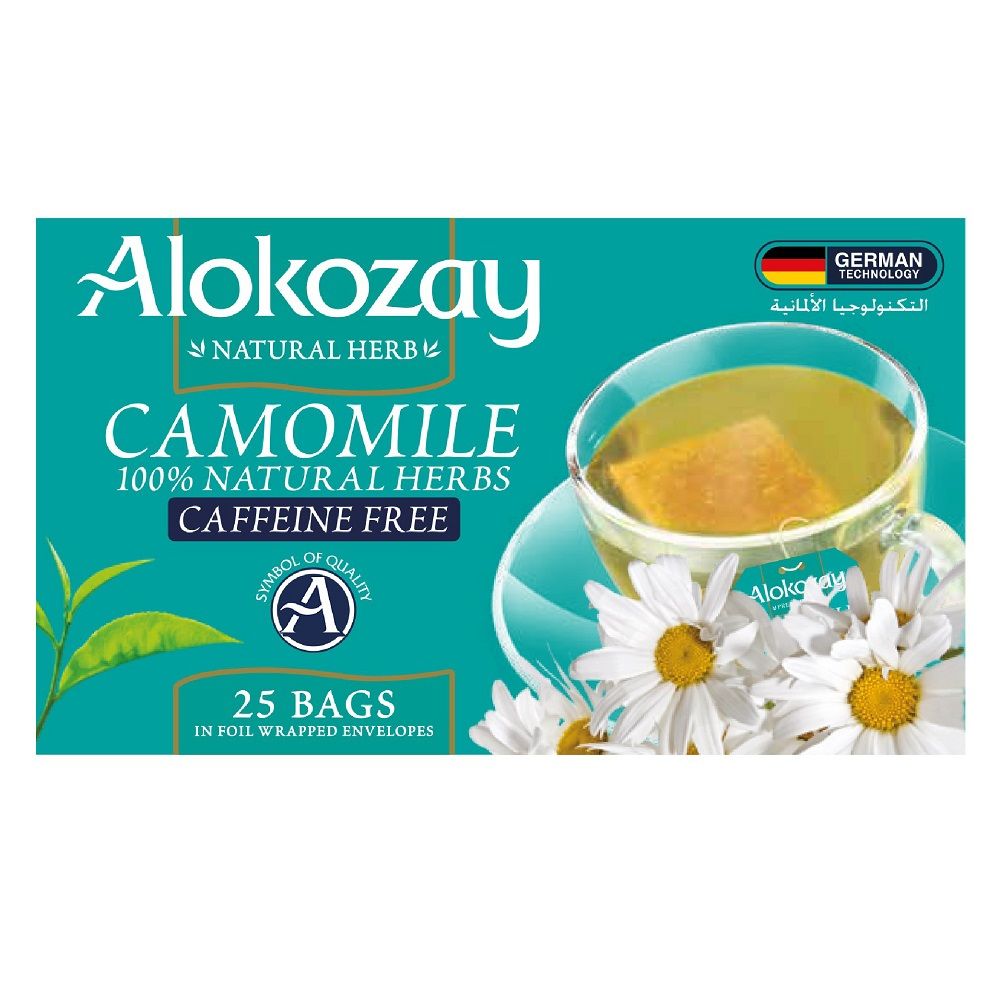 Alokozay
NATURAL HERB
CAMOMILE
100% NATURAL HERBS
CAFFEINE FREE
SYMBOL OF QUALITY
A
25 BAGS
IN FOIL WRAPPED ENVELOPES
GERMAN
TECHNOLOGY
التكنولوجيا الألمانية
Alokozay